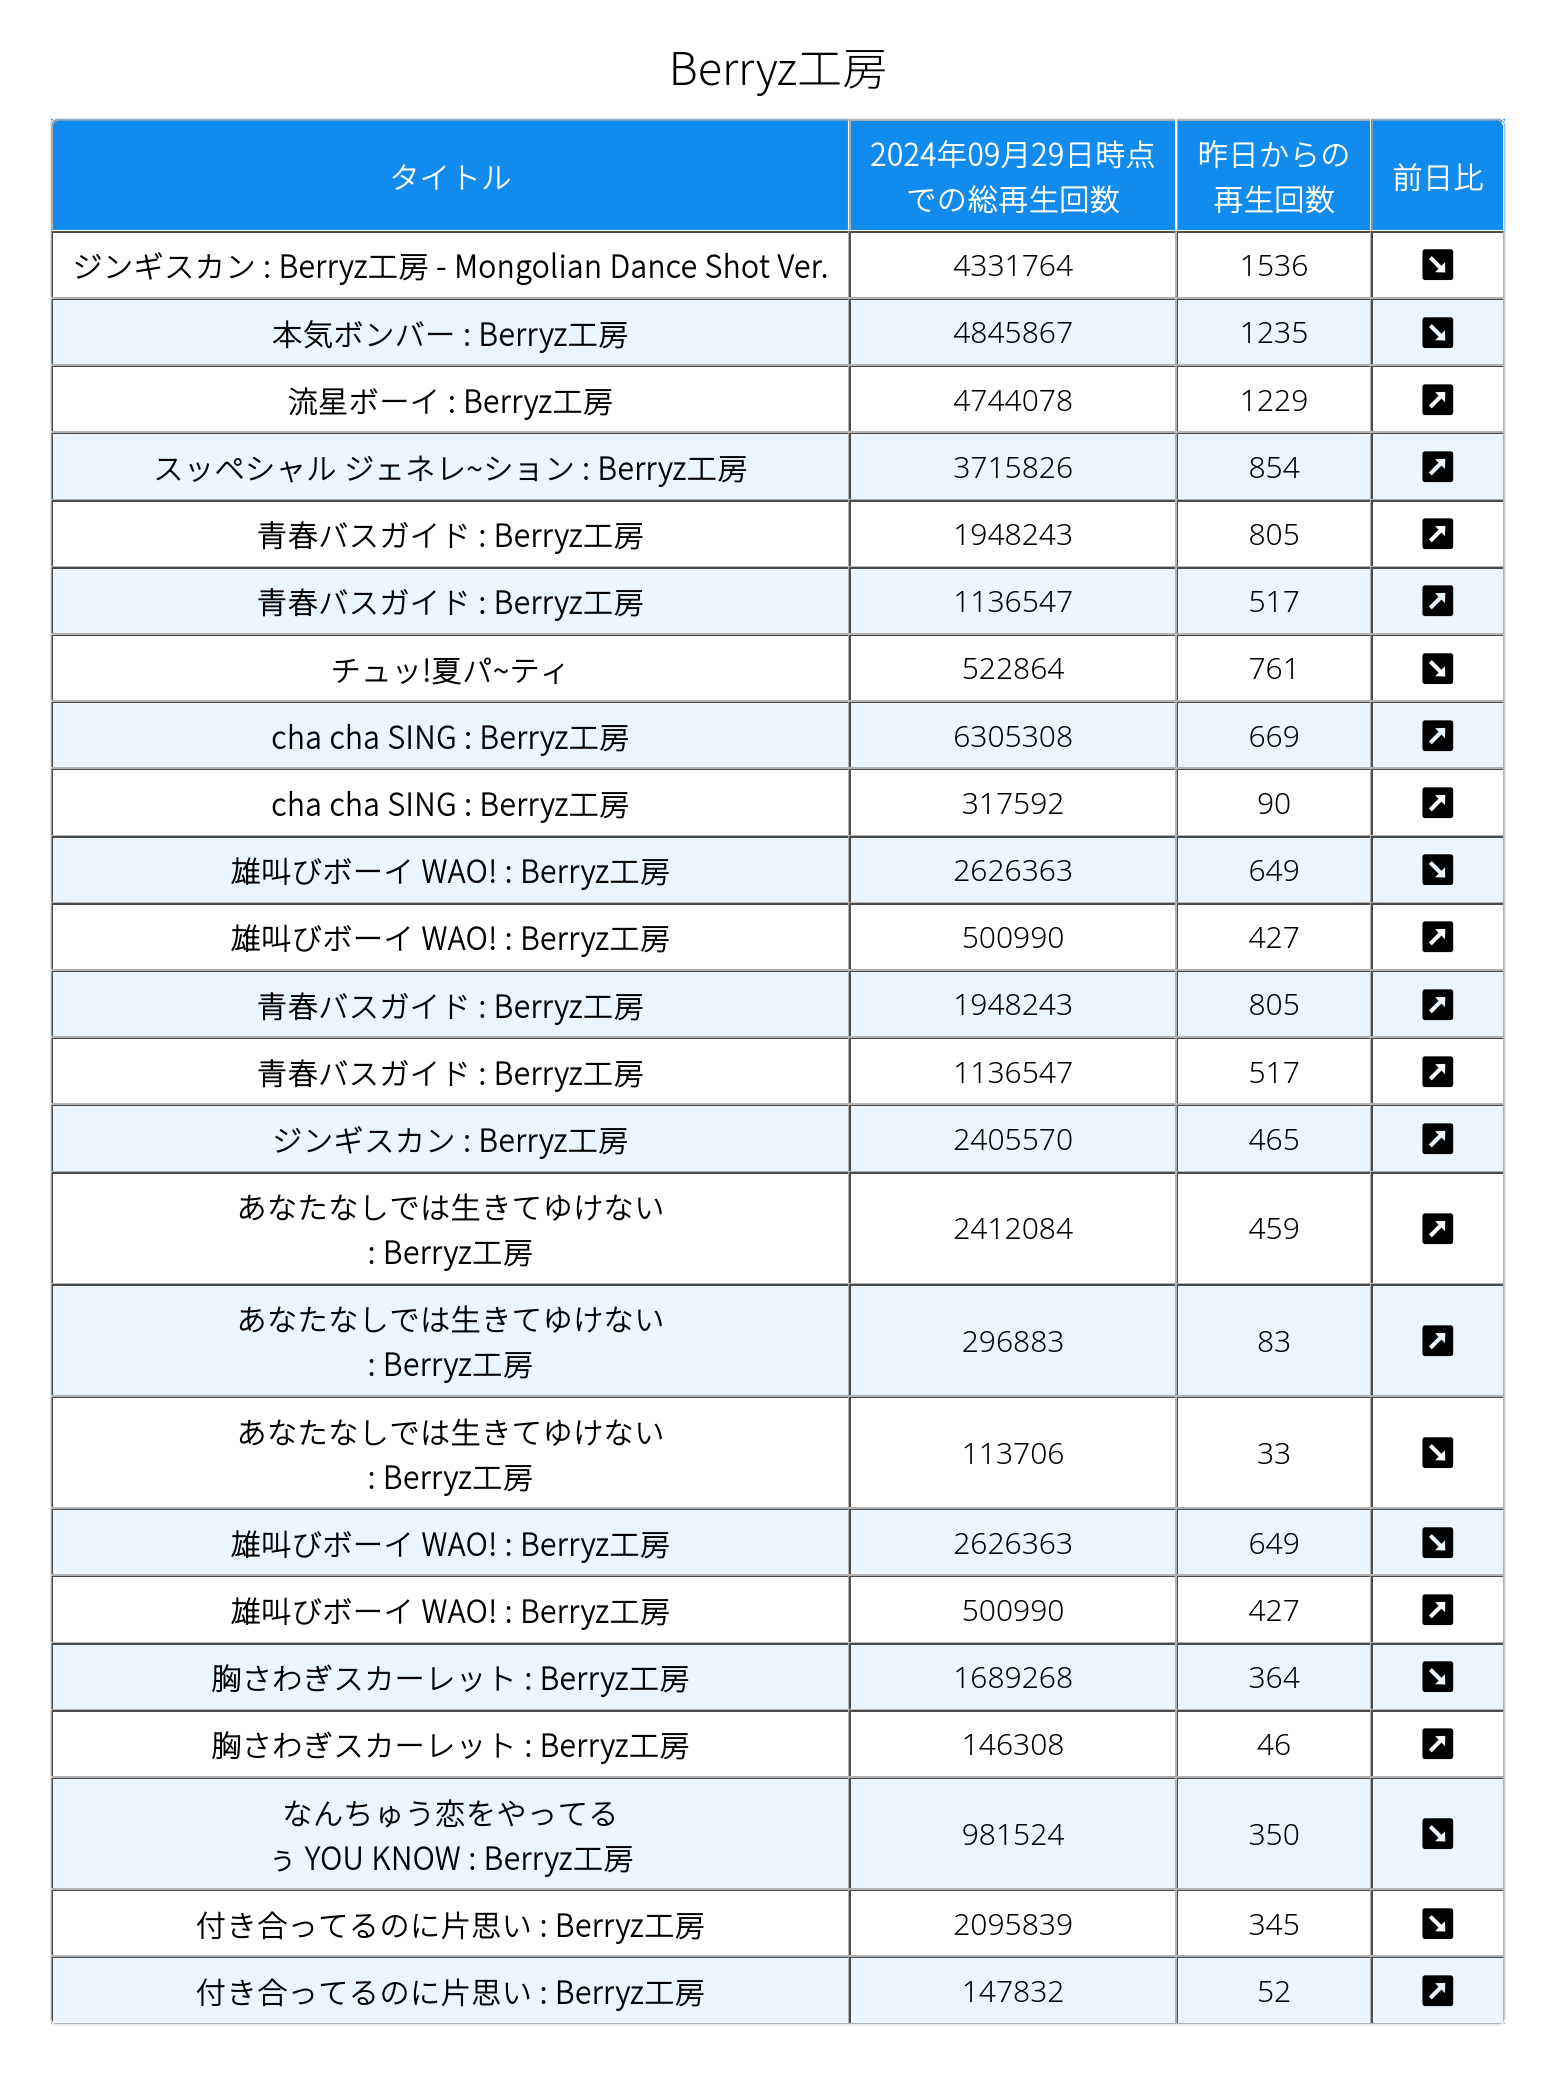 Berryz工房
タイトル 2024年09月29日時点 昨日からの 前日比
での総再生回数 再生回数
ジンギスカン : Berryz工房 - Mongolian Dance Shot Ver. 4331764 1536
本気ボンバー : Berryz工房 4845867 1235
流星ボーイ : Berryz工房 4744078 1229
スッペシャル ジェネレ~ション : Berryz工房 3715826 854
青春バスガイド : Berryz工房 1948243 805
青春バスガイド : Berryz工房 1136547 517
チュッ!夏パ~ティ 522864 761
cha cha SING : Berryz工房 6305308 669
cha cha SING : Berryz工房 317592 90
雄叫びボーイ WAO! : Berryz工房 2626363 649
雄叫びボーイ WAO! : Berryz工房 500990 427
青春バスガイド : Berryz工房 1948243 805
青春バスガイド : Berryz工房 1136547 517
ジンギスカン : Berryz工房 2405570 465
あなたなしでは生きてゆけない
: Berryz工房 2412084 459
あなたなしでは生きてゆけない
: Berryz工房 296883 83
あなたなしでは生きてゆけない
: Berryz工房 113706 33
雄叫びボーイ WAO! : Berryz工房 2626363 649
雄叫びボーイ WAO! : Berryz工房 500990 427
胸さわぎスカーレット : Berryz工房 1689268 364
胸さわぎスカーレット : Berryz工房 146308 46
なんちゅう恋をやってる
ぅ YOU KNOW : Berryz工房 981524 350
付き合ってるのに片思い : Berryz工房 2095839 345
付き合ってるのに片思い : Berryz工房 147832 52